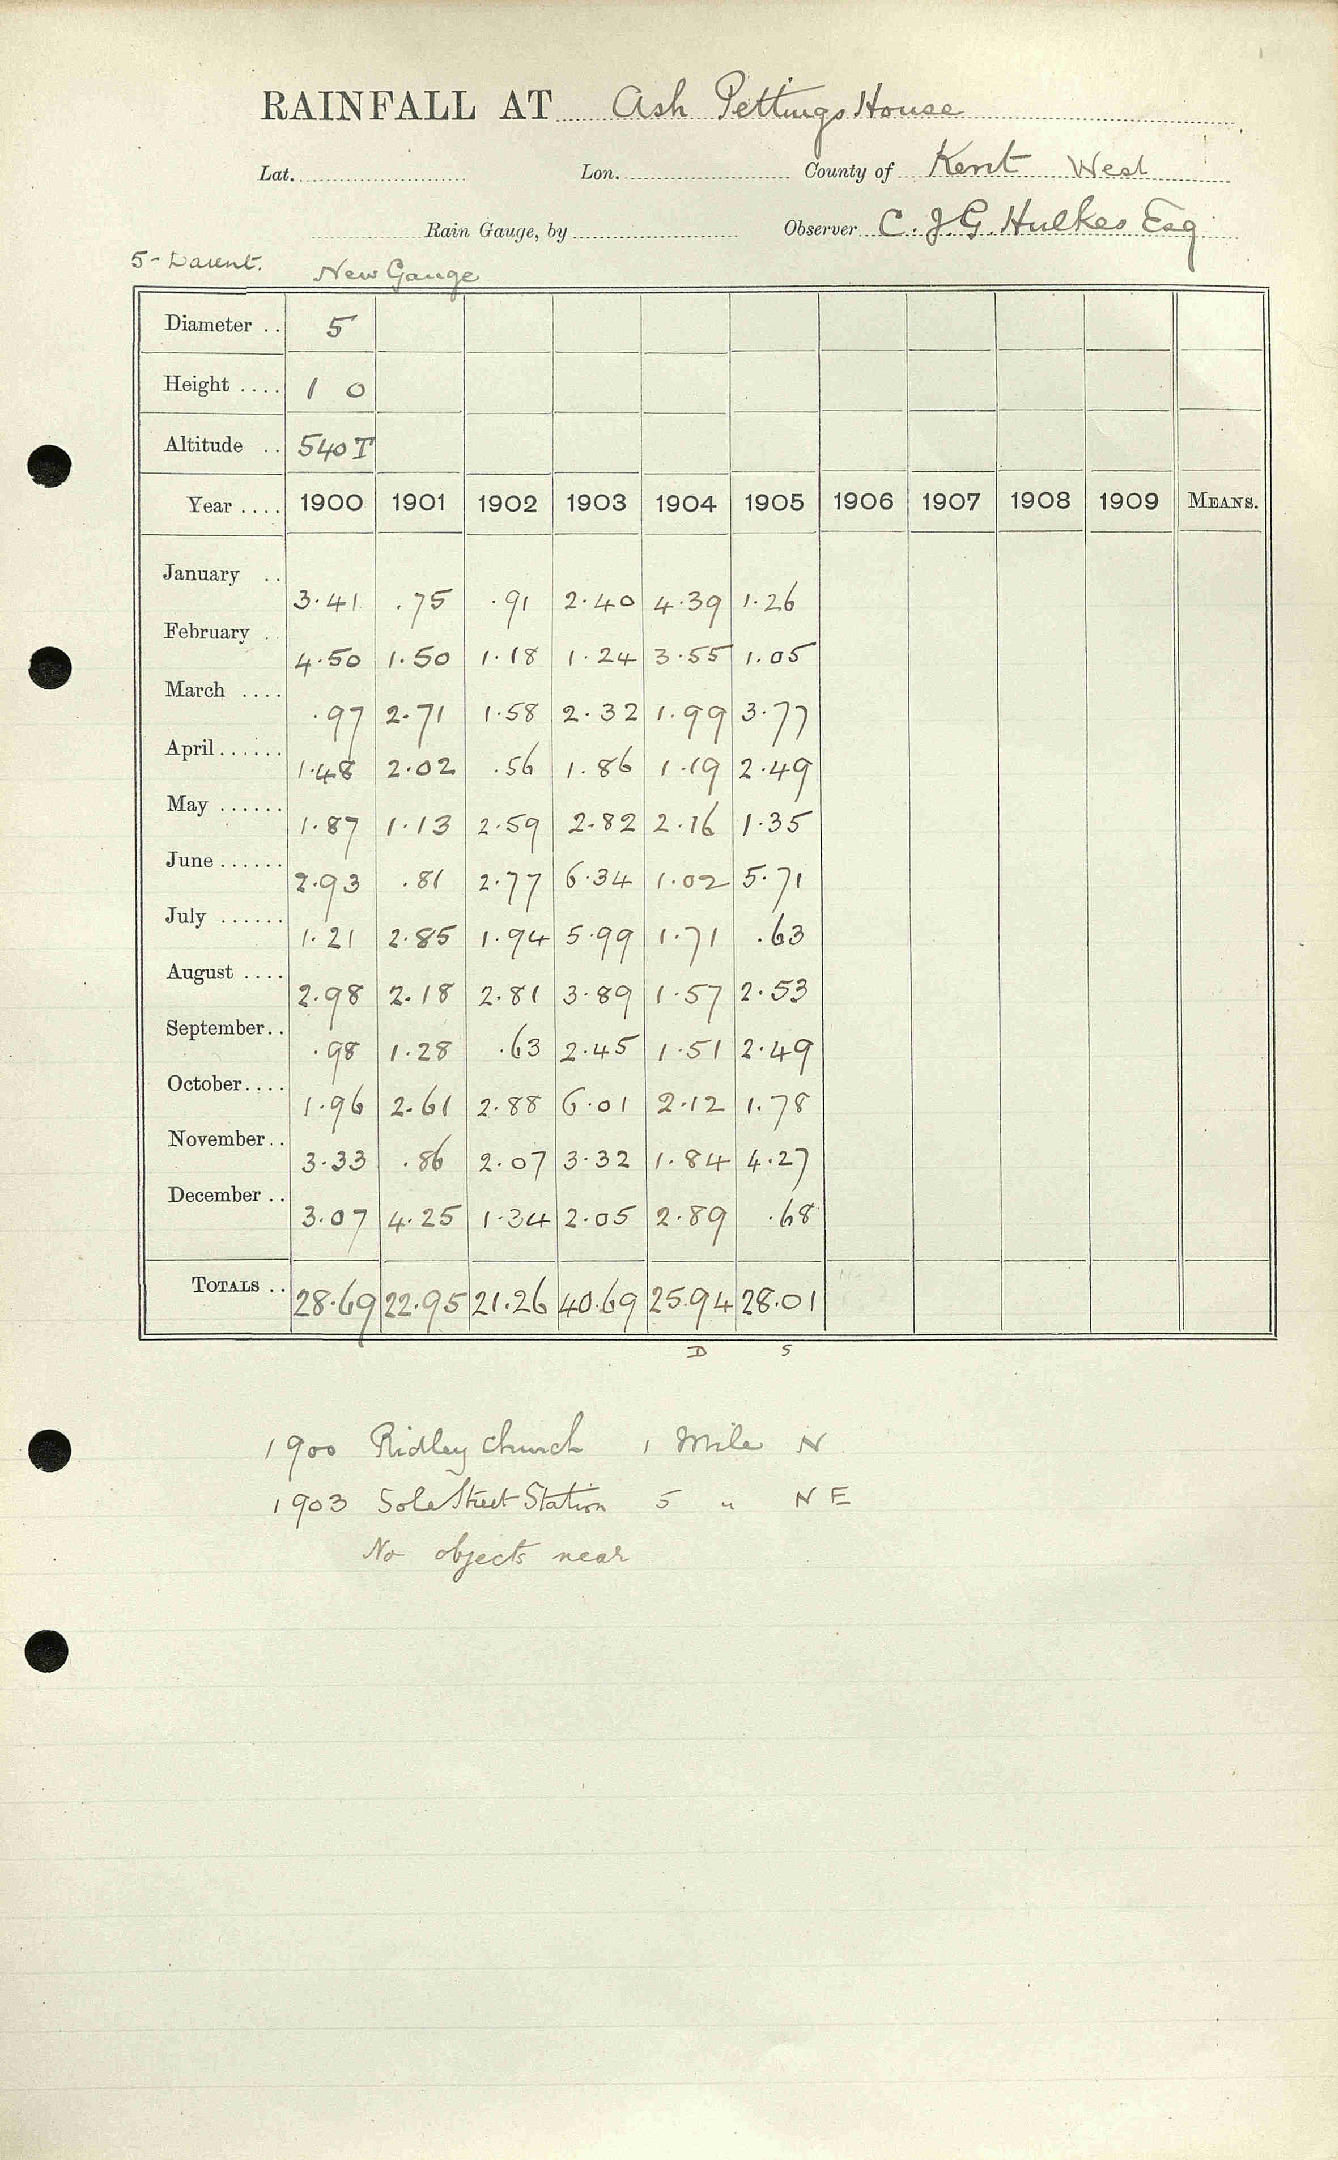 RAINFALL AT Ash Pettings House
Lat. Lon. County of Kent West
Rain Gauge, by Observer C. J. G. Hulkes Esq
5 - Darent. New Gauge
Diameter .. 5
Height .... 1 0
Altitude .. 540 T
Year .... 1900 1901 1902 1903 1904 1905 1906 1907 1908 1909 MEANS.
January .. 3.41 .75 .91 2.40 4.39 1.26
February .. 4.50 1.50 1.18 1.24 3.55 1.05
March .... .97 2.71 1.58 2.32 1.99 3.77
April...... 1.48 2.02 .56 1.86 1.19 2.49
May ...... 1.87 1.13 2.59 2.82 2.16 1.35
June ...... 2.93 .81 2.77 6.34 1.02 5.71
July ...... 1.21 2.85 1.94 5.99 1.71 .63
August .... 2.98 2.18 2.81 3.89 1.57 2.53
September.. .98 1.28 .63 2.45 1.51 2.49
October.... 1.96 2.61 2.88 6.01 2.12 1.78
November.. 3.33 .86 2.07 3.32 1.84 4.27
December .. 3.07 4.25 1.34 2.05 2.89 .68
TOTALS .. 28.69 22.95 21.26 40.69 25.94 28.01
D S
1900 Ridley Church 1 Mile N
1903 Sole Street Station 5 " NE
No objects near